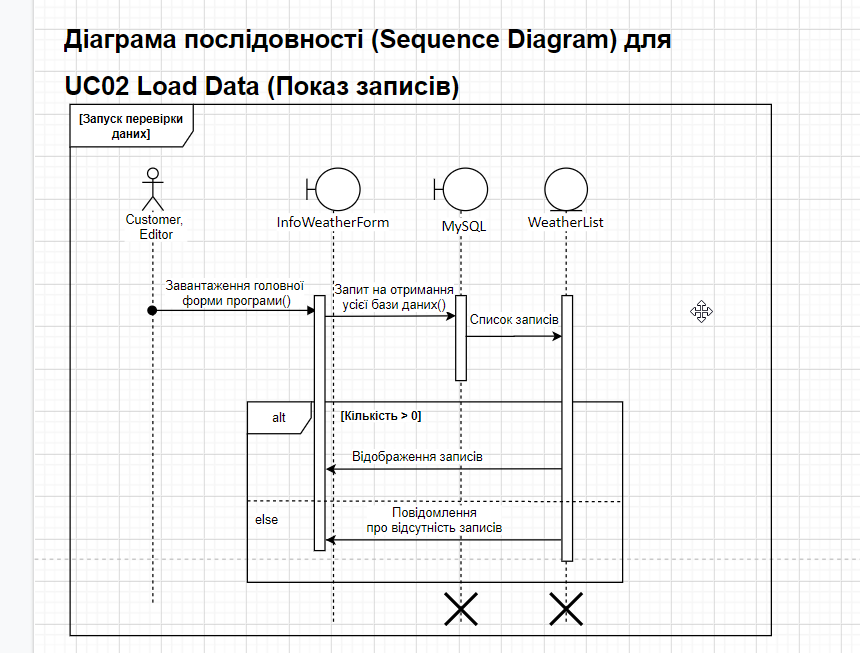 Діаграма послідовності (Sequence Diagram) для
UC02 Load Data (Показ записів)
[Запуск перевірки
даних]
Customer,
Editor
InfoWeatherForm
MySQL
WeatherList
Завантаження головної
форми програми()
Запит на отримання
усієї бази даних()
Список записів
alt
[Кількість > 0]
Відображення записів
else
Повідомлення
про відсутність записів